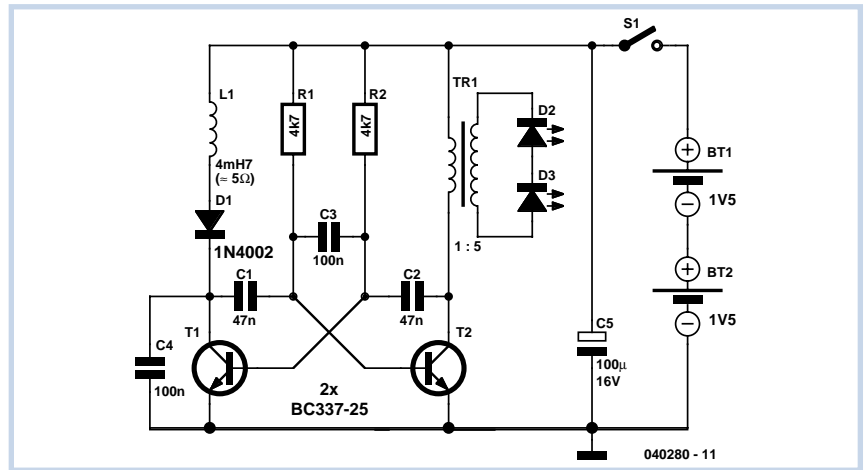 S1
L1
R1
R2
TR1
4k7
4k7
D2
D3
4mH7
(≈ 5Ω)
BT1
1V5
D1
1N4002
C3
100n
1 : 5
C1
47n
C2
47n
BT2
1V5
T1
T2
C4
100n
C5
100µ
16V
2x
BC337-25
040280 - 11